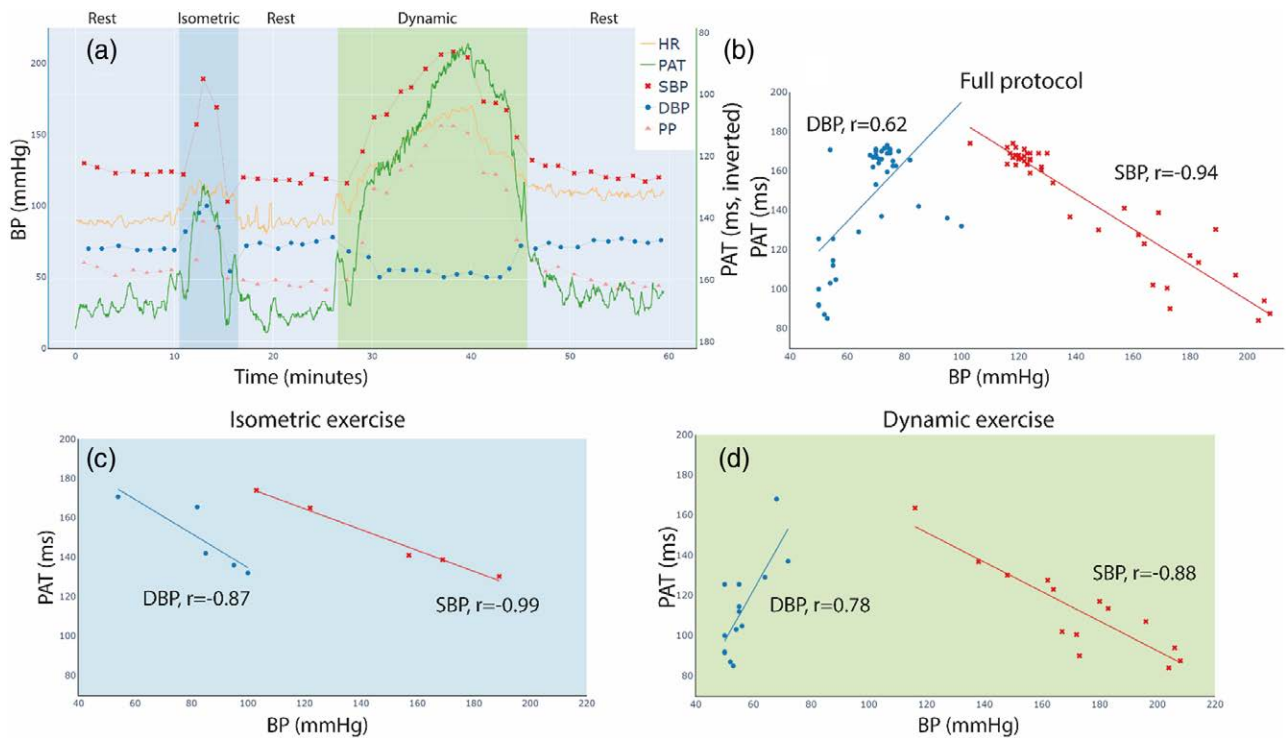 Rest Isometric Rest Dynamic Rest
(a)
HR
PAT
SBP
DBP
PP
200
150
100
50
0
BP (mmHg)
80
100
120
140
160
180
PAT (ms, inverted)
0 10 20 30 40 50 60
Time (minutes)
(b)
Full protocol
DBP, r=0.62
SBP, r=-0.94
200
180
160
140
120
100
80
PAT (ms)
40 60 80 100 120 140 160 180 200
BP (mmHg)
Isometric exercise
(c)
200
180
160
140
120
100
80
PAT (ms)
DBP, r=-0.87
SBP, r=-0.99
40 60 80 100 120 140 160 180 200 220
BP (mmHg)
Dynamic exercise
(d)
200
180
160
140
120
100
80
PAT (ms)
SBP, r=-0.88
DBP, r=0.78
40 60 80 100 120 140 160 180 200 220
BP (mmHg)